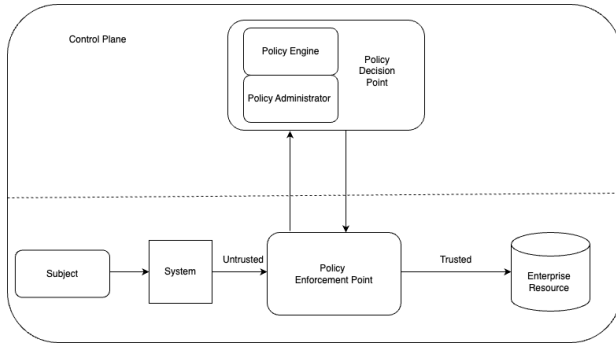 Control Plane
Policy Engine
Policy Administrator
Policy
Decision
Point
Subject
System
Untrusted
Policy
Enforcement Point
Trusted
Enterprise
Resource